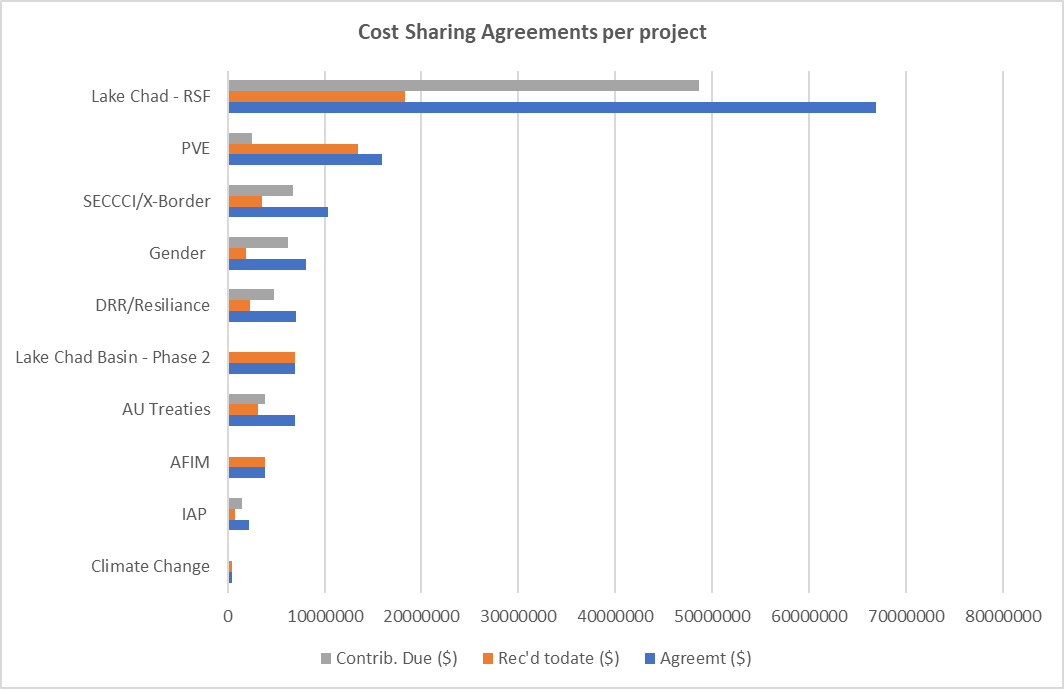 Cost Sharing Agreements per project
Lake Chad - RSF
PVE
SECCCI/X-Border
Gender
DRR/Resiliance
Lake Chad Basin - Phase 2
AU Treaties
AFIM
IAP
Climate Change
0 10000000 20000000 30000000 40000000 50000000 60000000 70000000 80000000
Contrib. Due ($) Rec'd todate ($) Agreemt ($)